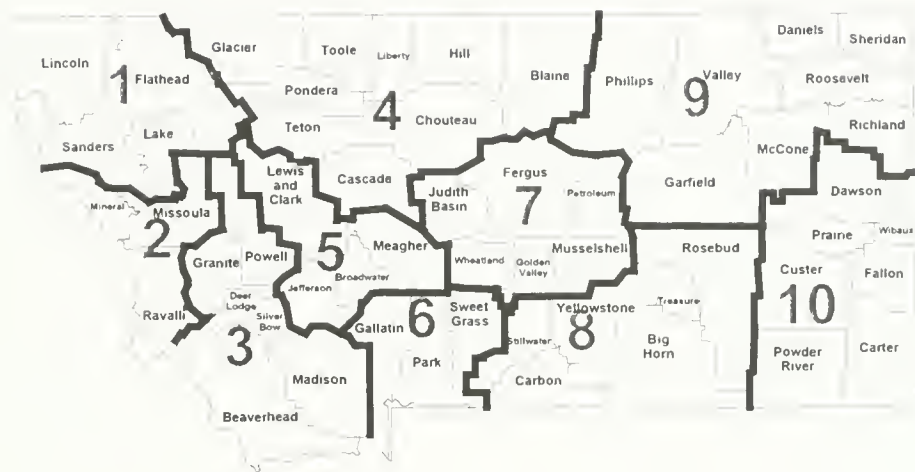 Lincoln
1
Flathead
Sanders
Lake
Glacier
Toole
Liberty
Hill
Blaine
Pondera
4
Teton
Chouteau
Cascade
Phillips
Valley
9
Daniels
Sheridan
Roosevelt
Richland
McCone
Garfield
Mineral
Missoula
2
Ravalli
Granite
Powell
Deer
Lodge
Silver
Bow
3
Madison
Beaverhead
Lewis
and
Clark
5
Meagher
Broadwater
Jefferson
Gallatin
6
Sweet
Grass
Park
Judith
Basin
Fergus
7
Petroleum
Wheatland
Golden
Valley
Musselshell
Stillwater
Yellowstone
8
Carbon
Treasure
Big
Horn
Rosebud
Dawson
Praine
Wibaux
Custer
10
Fallon
Powder
River
Carter